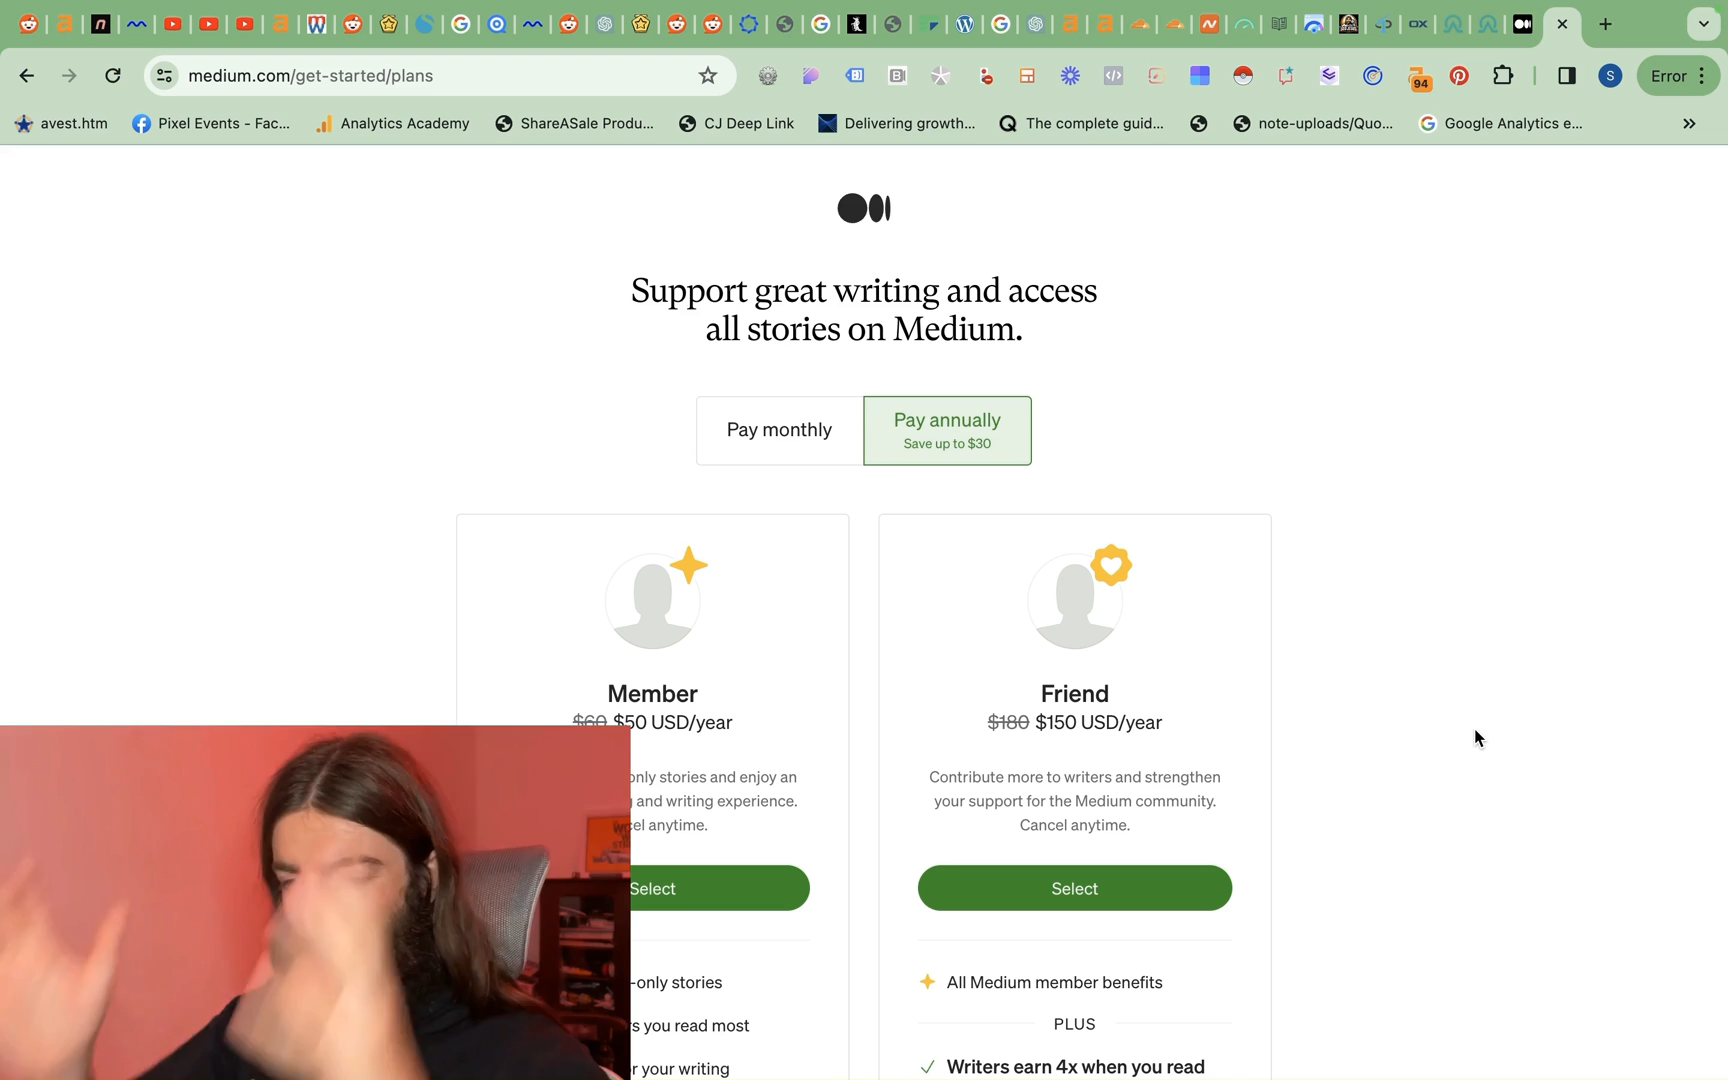 medium.com/get-started/plans
94
S
Error
avest.htm
Pixel Events - Fac...
Analytics Academy
ShareASale Produ...
CJ Deep Link
Delivering growth...
The complete guid...
note-uploads/Quo...
Google Analytics e...
Support great writing and access
all stories on Medium.
Pay monthly
Pay annually
Save up to $30
Member
$60 $50 USD/year
only stories and enjoy an
and writing experience.
cel anytime.
Select
-only stories
s you read most
r your writing
Friend
$180 $150 USD/year
Contribute more to writers and strengthen
your support for the Medium community.
Cancel anytime.
Select
All Medium member benefits
PLUS
Writers earn 4x when you read